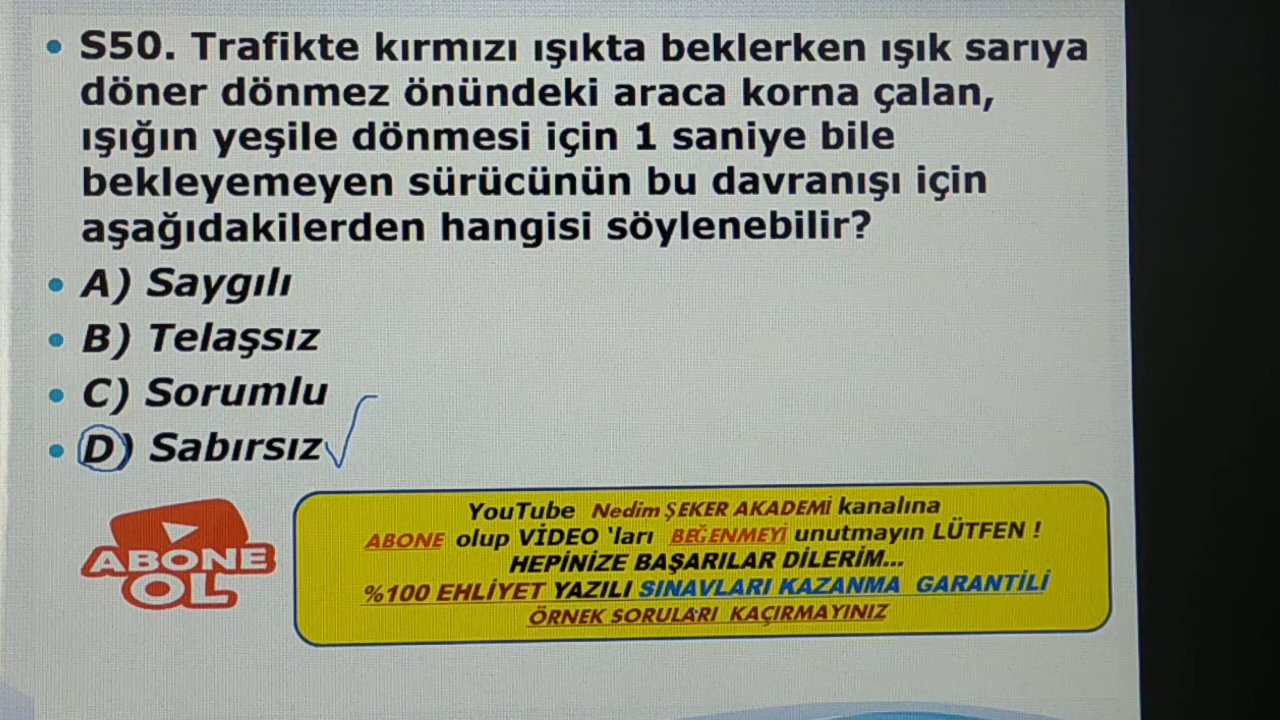 S50. Trafikte kırmızı ışıkta beklerken ışık sarıya
döner dönmez önündeki araca korna çalan,
ışığın yeşile dönmesi için 1 saniye bile
bekleyemeyen sürücünün bu davranışı için
aşağıdakilerden hangisi söylenebilir?
A) Saygılı
B) Telaşsız
C) Sorumlu
D) Sabırsız
ABONE
OL
YouTube Nedim ŞEKER AKADEMİ kanalına
ABONE olup VİDEO 'ları BEĞENMEYİ unutmayın LÜTFEN !
HEPİNİZE BAŞARILAR DİLERİM...
%100 EHLİYET YAZILI SINAVLARI KAZANMA GARANTİLİ
ÖRNEK SORULARI KAÇIRMAYINIZ